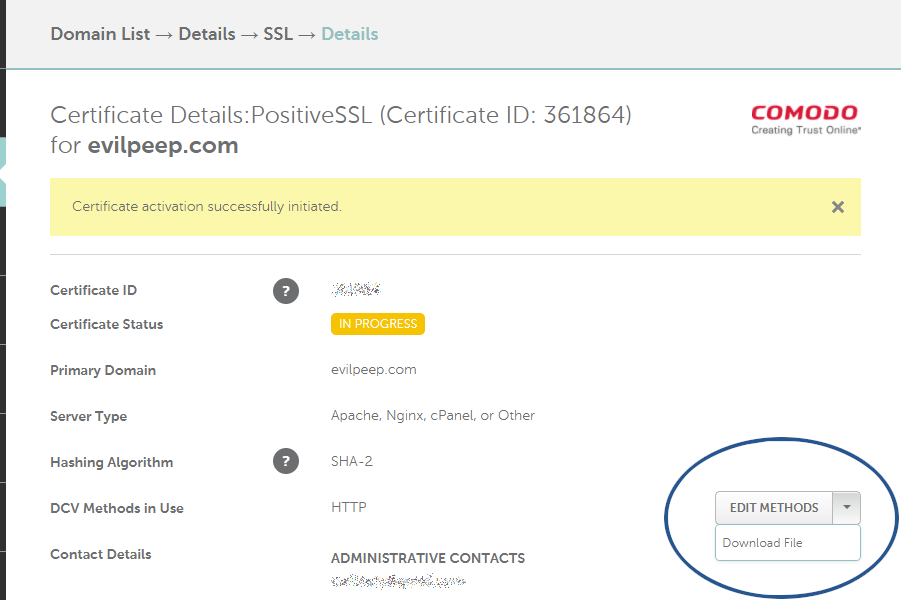 Domain List → Details → SSL → Details
Certificate Details:PositiveSSL (Certificate ID: 361864)
for evilpeep.com
COMODO
Creating Trust Online*
Certificate activation successfully initiated.
Certificate ID ?
Certificate Status IN PROGRESS
Primary Domain evilpeep.com
Server Type Apache, Nginx, cPanel, or Other
Hashing Algorithm ? SHA-2
DCV Methods in Use HTTP EDIT METHODS
Download File
Contact Details ADMINISTRATIVE CONTACTS